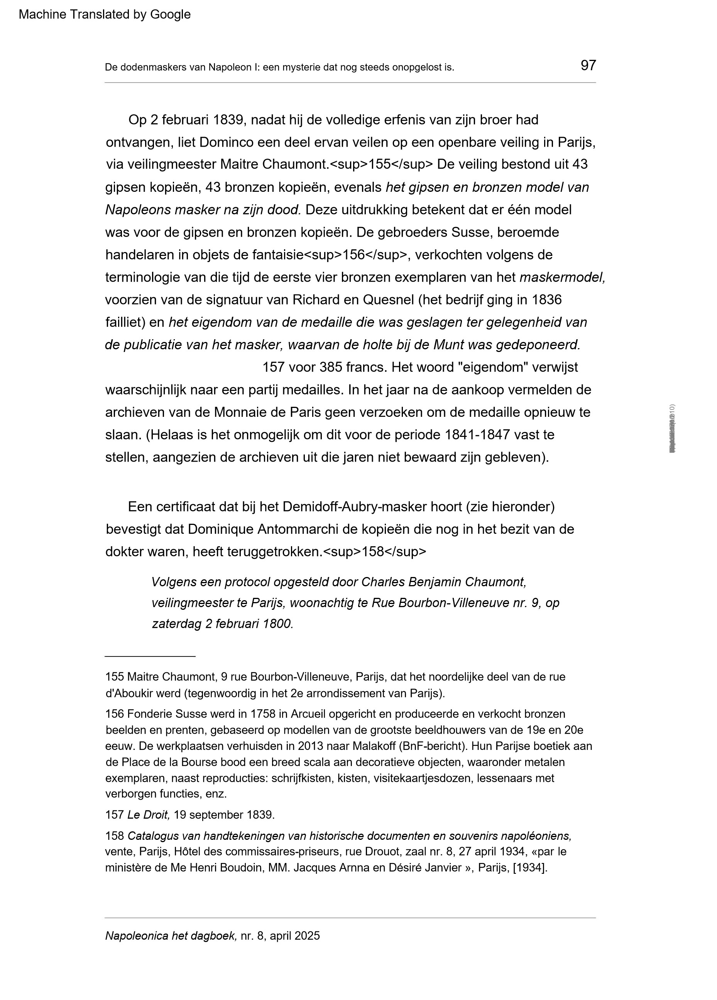 Machine Translated by Google
De dodenmaskers van Napoleon I: een mysterie dat nog steeds onopgelost is.
97
Op 2 februari 1839, nadat hij de volledige erfenis van zijn broer had
ontvangen, liet Dominco een deel ervan veilen op een openbare veiling in Parijs,
via veilingmeester Maitre Chaumont.<sup>155</sup> De veiling bestond uit 43
gipsen kopieën, 43 bronzen kopieën, evenals het gipsen en bronzen model van
Napoleons masker na zijn dood. Deze uitdrukking betekent dat er één model
was voor de gipsen en bronzen kopieën. De gebroeders Susse, beroemde
handelaren in objets de fantaisie<sup>156</sup>, verkochten volgens de
terminologie van die tijd de eerste vier bronzen exemplaren van het maskermodel,
voorzien van de signatuur van Richard en Quesnel (het bedrijf ging in 1836
failliet) en het eigendom van de medaille die was geslagen ter gelegenheid van
de publicatie van het masker, waarvan de holte bij de Munt was gedeponeerd.
157 voor 385 francs. Het woord "eigendom" verwijst
waarschijnlijk naar een partij medailles. In het jaar na de aankoop vermelden de
archieven van de Monnaie de Paris geen verzoeken om de medaille opnieuw te
slaan. (Helaas is het onmogelijk om dit voor de periode 1841-1847 vast te
stellen, aangezien de archieven uit die jaren niet bewaard zijn gebleven).
Een certificaat dat bij het Demidoff-Aubry-masker hoort (zie hieronder)
bevestigt dat Dominique Antommarchi de kopieën die nog in het bezit van de
dokter waren, heeft teruggetrokken.<sup>158</sup>
Volgens een protocol opgesteld door Charles Benjamin Chaumont,
veilingmeester te Parijs, woonachtig te Rue Bourbon-Villeneuve nr. 9, op
zaterdag 2 februari 1800.
155 Maitre Chaumont, 9 rue Bourbon-Villeneuve, Parijs, dat het noordelijke deel van de rue
d'Aboukir werd (tegenwoordig in het 2e arrondissement van Parijs).
156 Fonderie Susse werd in 1758 in Arcueil opgericht en produceerde en verkocht bronzen
beelden en prenten, gebaseerd op modellen van de grootste beeldhouwers van de 19e en 20e
eeuw. De werkplaatsen verhuisden in 2013 naar Malakoff (BnF-bericht). Hun Parijse boetiek aan
de Place de la Bourse bood een breed scala aan decoratieve objecten, waaronder metalen
exemplaren, naast reproducties: schrijfkisten, kisten, visitekaartjesdozen, lessenaars met
verborgen functies, enz.
157 Le Droit, 19 september 1839.
158 Catalogus van handtekeningen van historische documenten en souvenirs napoléoniens,
vente, Parijs, Hôtel des commissaires-priseurs, rue Drouot, zaal nr. 8, 27 april 1934, «par le
ministère de Me Henri Boudoin, MM. Jacques Arnna en Désiré Janvier », Parijs, [1934].
Napoleonica het dagboek, nr. 8, april 2025